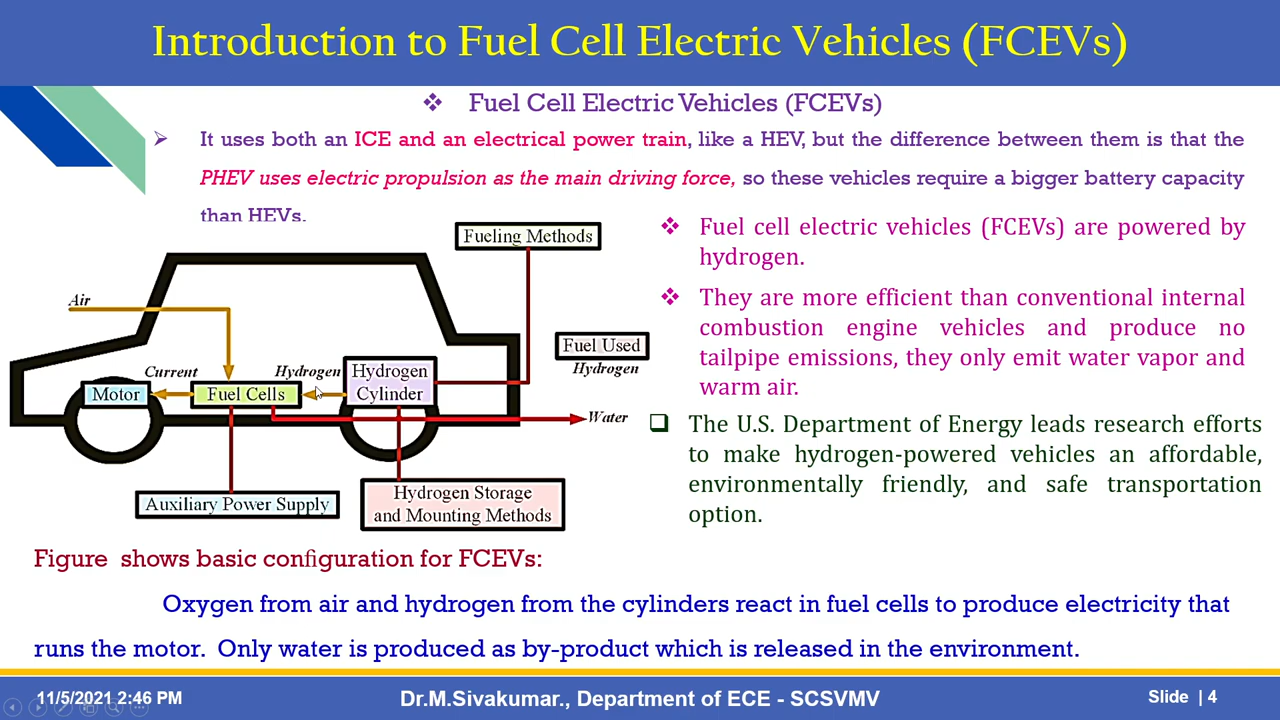 Introduction to Fuel Cell Electric Vehicles (FCEVs)
❖ Fuel Cell Electric Vehicles (FCEVs)
➢ It uses both an ICE and an electrical power train, like a HEV, but the difference between them is that the
PHEV uses electric propulsion as the main driving force, so these vehicles require a bigger battery capacity
than HEVs.
Fueling Methods
Air
Fuel Used
Hydrogen
Current
Hydrogen
Hydrogen
Cylinder
Motor
Fuel Cells
Water
Auxiliary Power Supply
Hydrogen Storage
and Mounting Methods
❖ Fuel cell electric vehicles (FCEVs) are powered by
hydrogen.
❖ They are more efficient than conventional internal
combustion engine vehicles and produce no
tailpipe emissions, they only emit water vapor and
warm air.
❑ The U.S. Department of Energy leads research efforts
to make hydrogen-powered vehicles an affordable,
environmentally friendly, and safe transportation
option.
Figure shows basic configuration for FCEVs:
Oxygen from air and hydrogen from the cylinders react in fuel cells to produce electricity that
runs the motor. Only water is produced as by-product which is released in the environment.
11/5/2021 2:46 PM
Dr.M.Sivakumar., Department of ECE - SCSVMV
Slide | 4